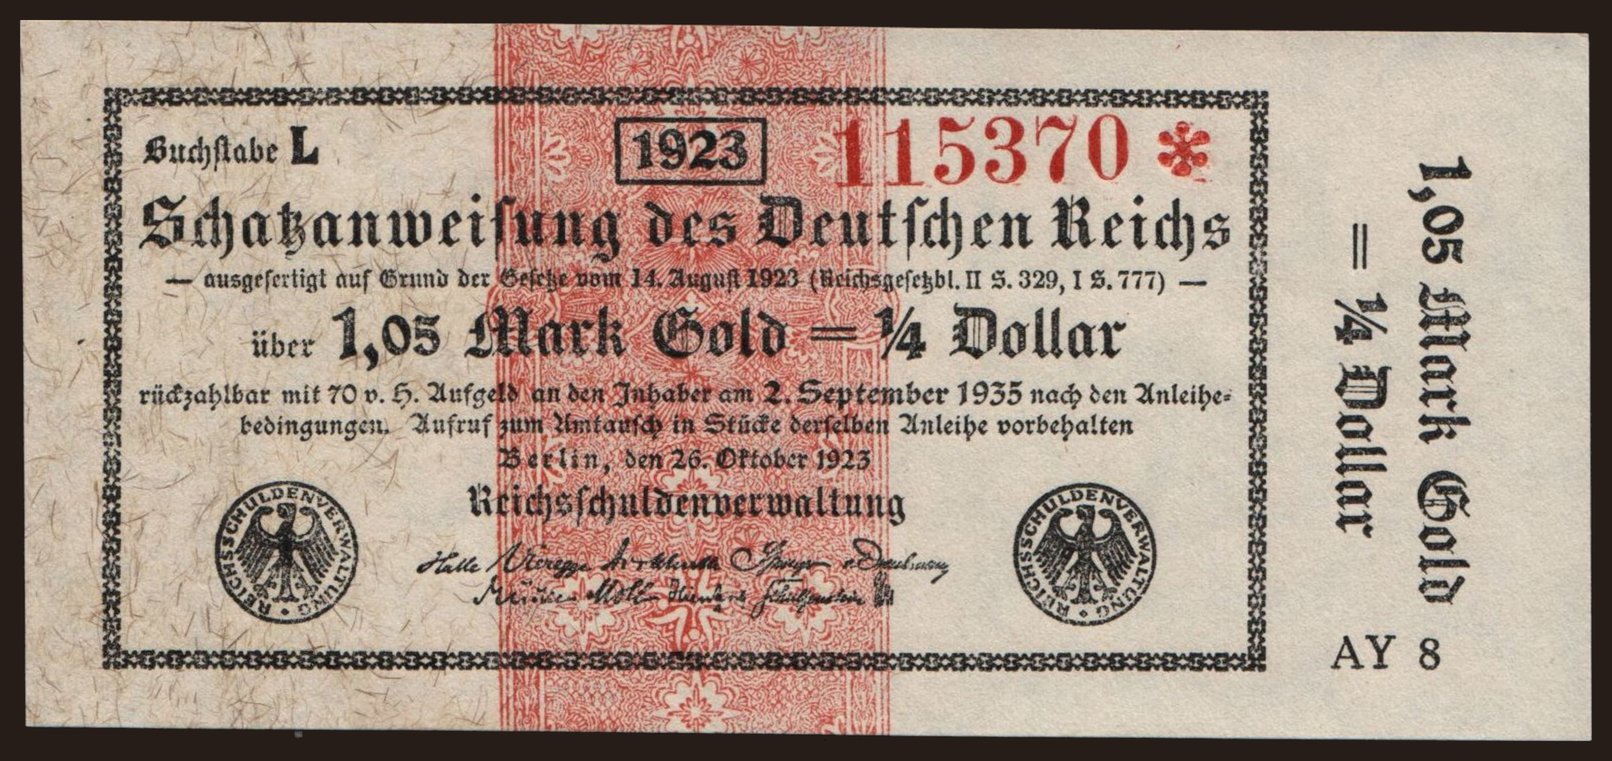 Buchstabe L
1923
115370 *
Schatzanweisung des Deutschen Reichs
— ausgefertigt auf Grund der Gesetze vom 14. August 1923 (Reichsgesetzbl. II S. 329, I S. 777) —
über 1,05 Mark Gold = ¼ Dollar
rückzahlbar mit 70 v. H. Aufgeld an den Inhaber am 2. September 1935 nach den Anleihe-
bedingungen. Aufruf zum Umtausch in Stücke derselben Anleihe vorbehalten
Berlin, den 26. Oktober 1923
Reichsschuldenverwaltung
Halle
REICHSSCHULDENVERWALTUNG
REICHSSCHULDENVERWALTUNG
1,05 Mark Gold
= ¼ Dollar
AY 8